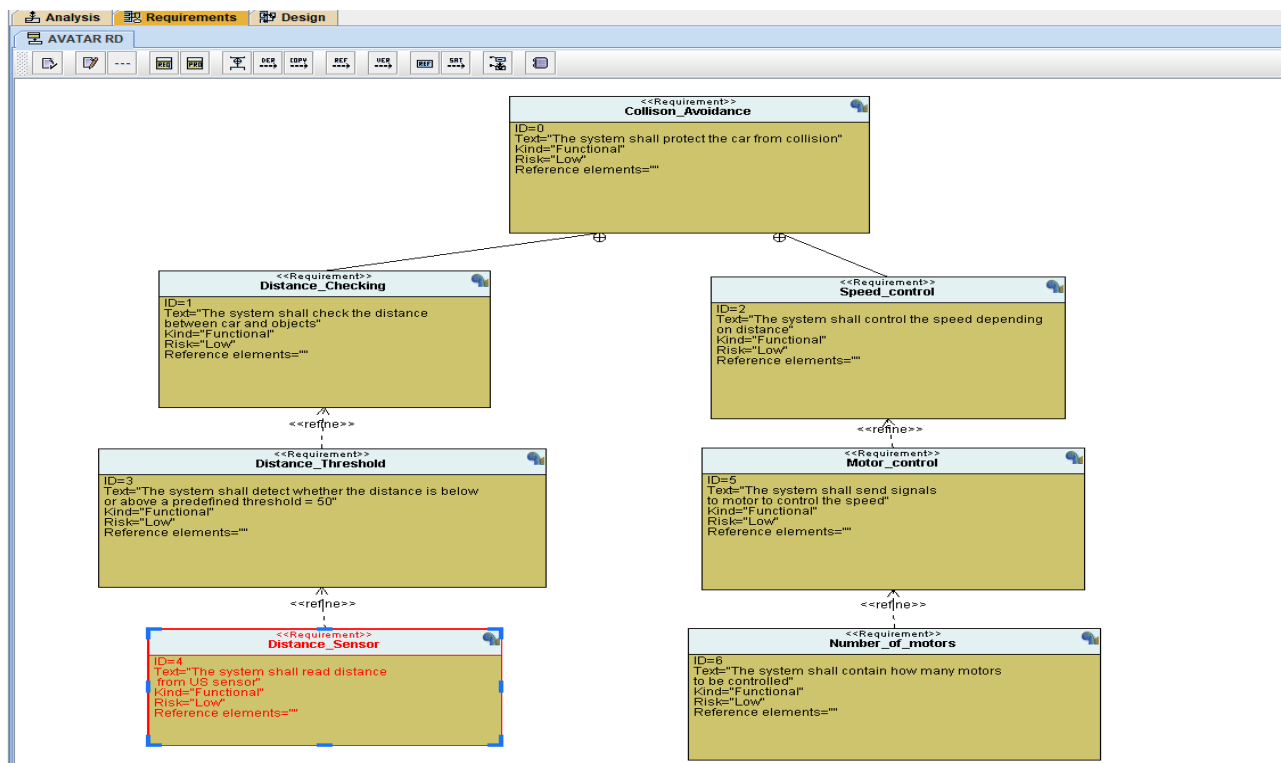 Analysis Requirements Design
AVATAR RD
--- REQ PRO DER COPY REF VER REF SAT
<<Requirement>>
Collison_Avoidance
ID=0
Text="The system shall protect the car from collision"
Kind="Functional"
Risk="Low"
Reference elements=""
<<Requirement>>
Distance_Checking
ID=1
Text="The system shall check the distance
between car and objects"
Kind="Functional"
Risk="Low"
Reference elements=""
<<Requirement>>
Speed_control
ID=2
Text="The system shall control the speed depending
on distance"
Kind="Functional"
Risk="Low"
Reference elements=""
<<refine>>
<<refine>>
<<Requirement>>
Distance_Threshold
ID=3
Text="The system shall detect whether the distance is below
or above a predefined threshold = 50"
Kind="Functional"
Risk="Low"
Reference elements=""
<<Requirement>>
Motor_control
ID=5
Text="The system shall send signals
to motor to control the speed"
Kind="Functional"
Risk="Low"
Reference elements=""
<<refine>>
<<refine>>
<<Requirement>>
Distance_Sensor
ID=4
Text="The system shall read distance
from US sensor"
Kind="Functional"
Risk="Low"
Reference elements=""
<<Requirement>>
Number_of_motors
ID=6
Text="The system shall contain how many motors
to be controlled"
Kind="Functional"
Risk="Low"
Reference elements=""